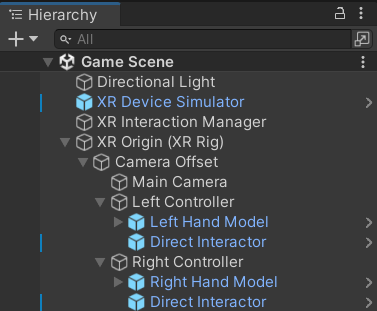 Hierarchy
All
Game Scene
Directional Light
XR Device Simulator
XR Interaction Manager
XR Origin (XR Rig)
Camera Offset
Main Camera
Left Controller
Left Hand Model
Direct Interactor
Right Controller
Right Hand Model
Direct Interactor